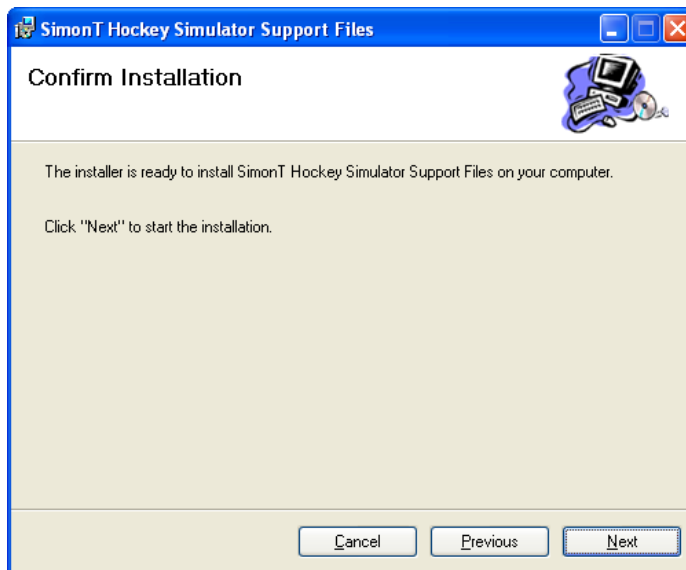 SimonT Hockey Simulator Support Files
Confirm Installation
The installer is ready to install SimonT Hockey Simulator Support Files on your computer.
Click "Next" to start the installation.
Cancel
Previous
Next